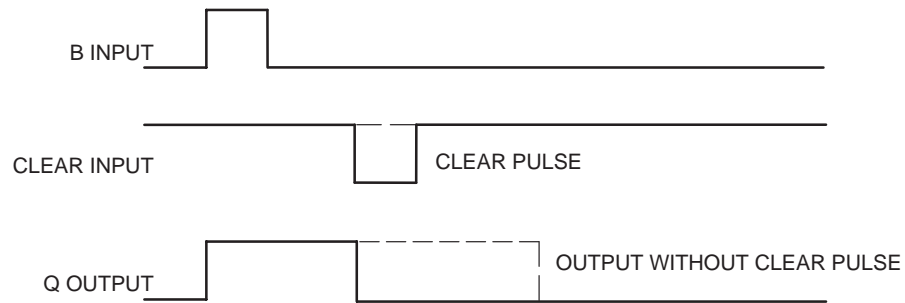 B INPUT
CLEAR INPUT
CLEAR PULSE
Q OUTPUT
OUTPUT WITHOUT CLEAR PULSE